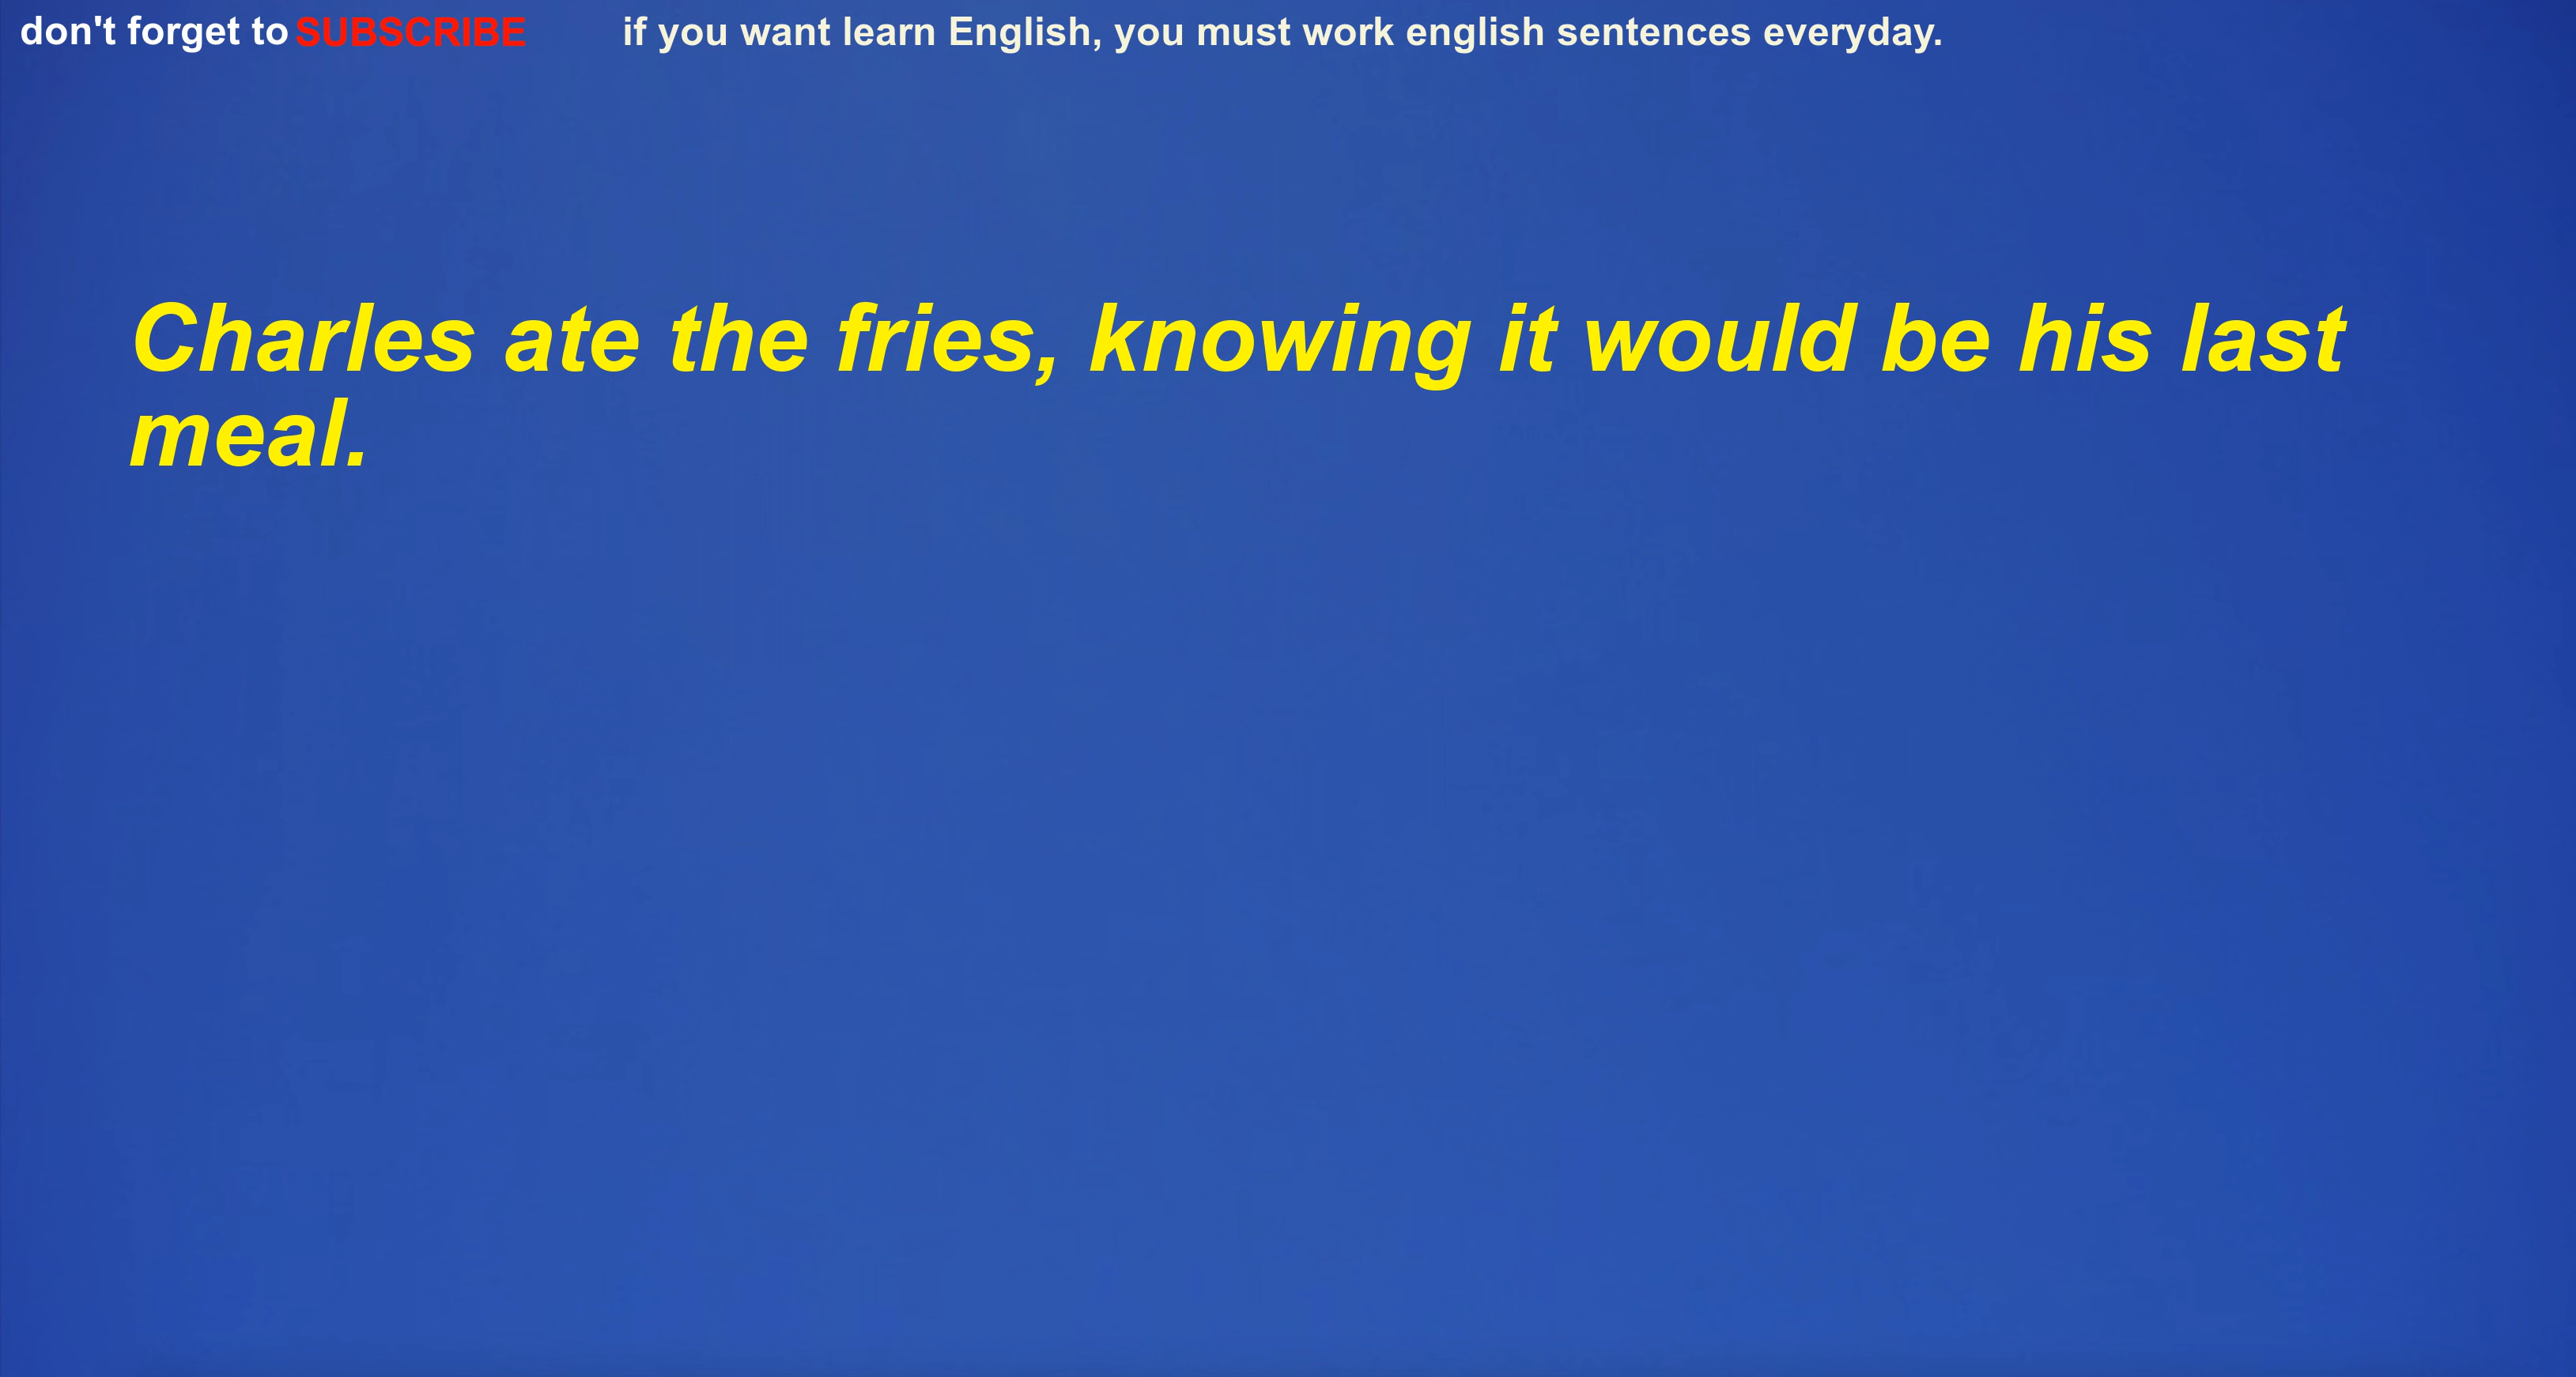 don't forget to SUBSCRIBE if you want learn English, you must work english sentences everyday.
Charles ate the fries, knowing it would be his last
meal.